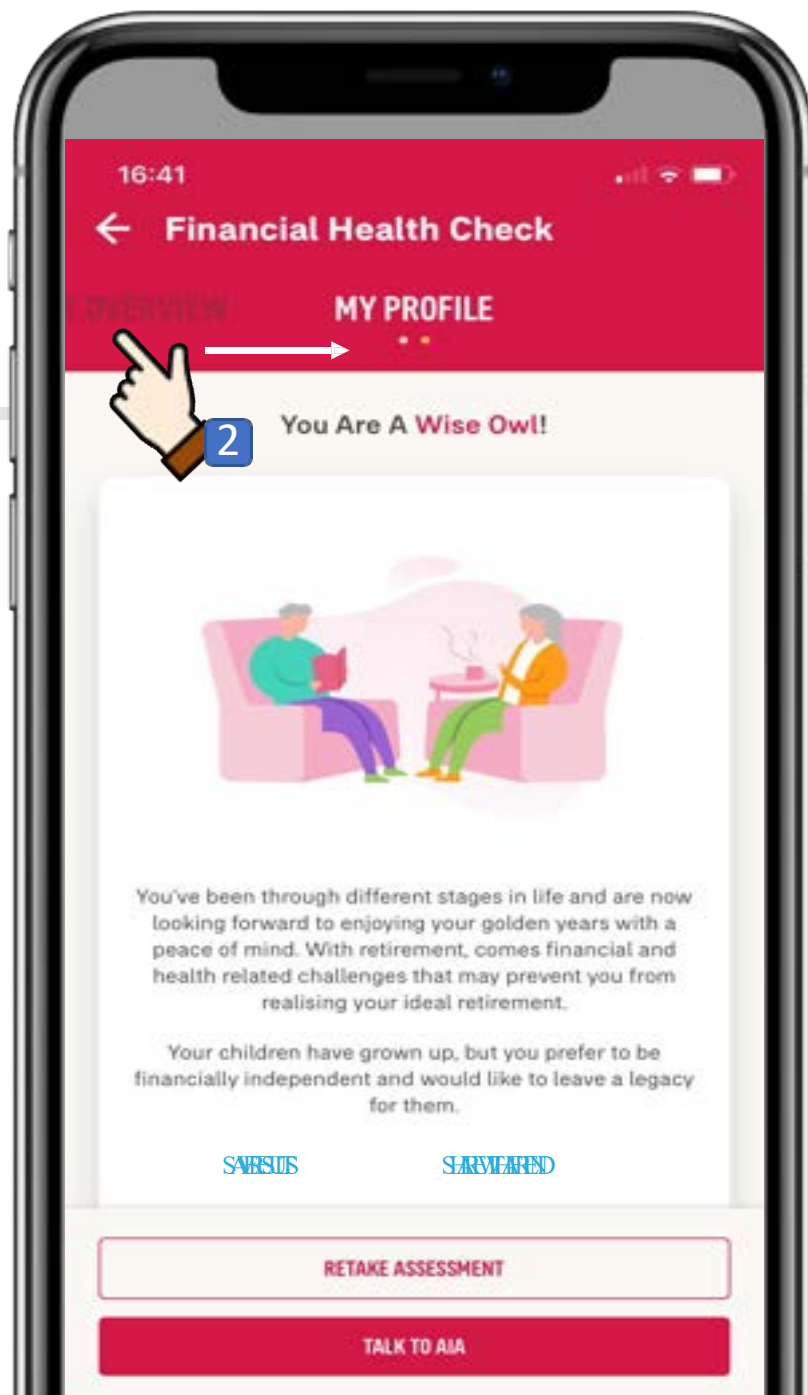 16:41
Financial Health Check
OVERVIEW MY PROFILE
2
You Are A Wise Owl!
You've been through different stages in life and are now
looking forward to enjoying your golden years with a
peace of mind. With retirement, comes financial and
health related challenges that may prevent you from
realising your ideal retirement.
Your children have grown up, but you prefer to be
financially independent and would like to leave a legacy
for them.
RETAKE ASSESSMENT
TALK TO AIA